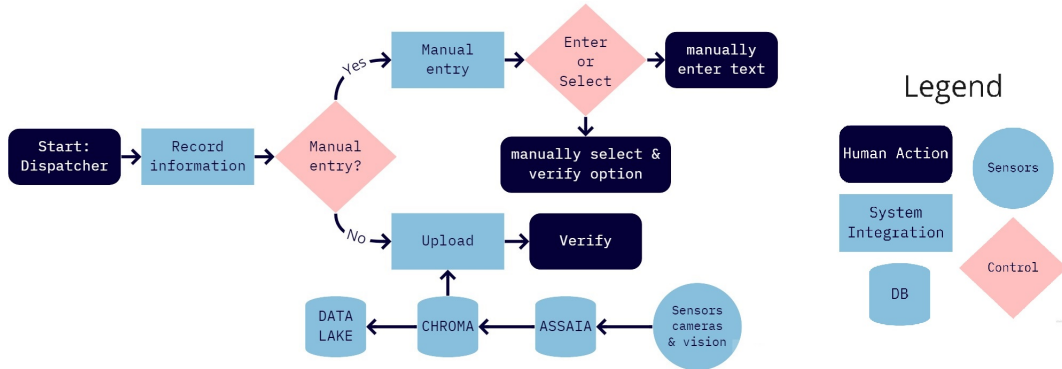 Start:
Dispatcher
Record
information
Manual
entry?
Yes
Manual
entry
Enter
or
Select
manually
enter text
manually select &
verify option
No
Upload
Verify
DATA
LAKE
CHROMA
ASSAIA
Sensors
cameras
& vision
Legend
Human Action
Sensors
System
Integration
Control
DB